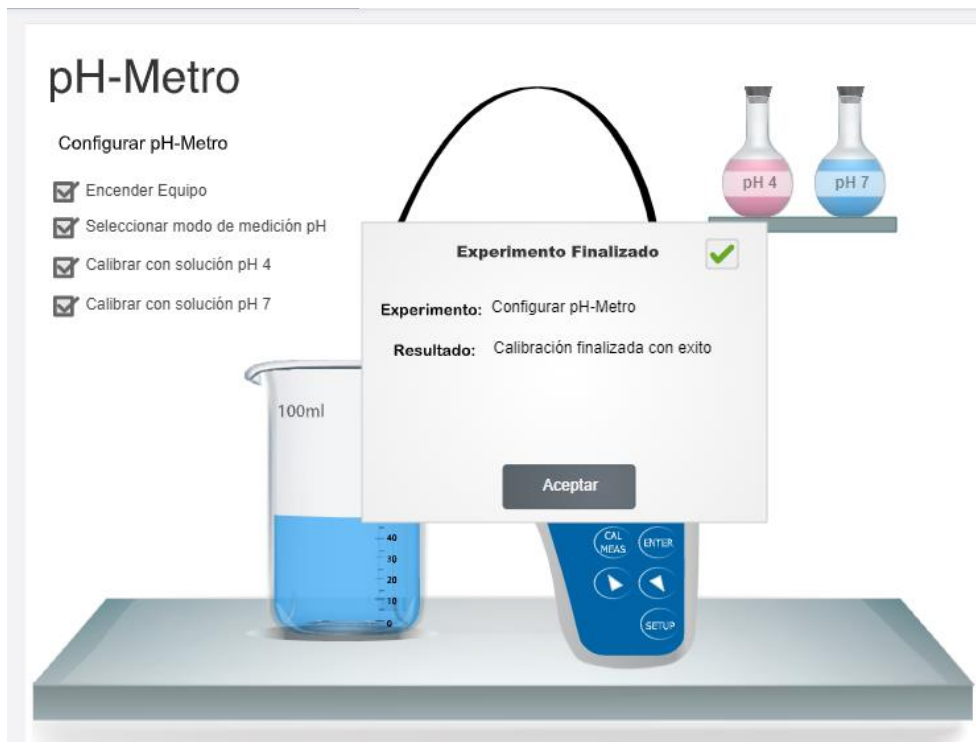 pH-Metro
Configurar pH-Metro
Encender Equipo
Seleccionar modo de medición pH
Calibrar con solución pH 4
Calibrar con solución pH 7
pH 4
pH 7
Experimento Finalizado
Experimento: Configurar pH-Metro
Resultado: Calibración finalizada con exito
Aceptar
100ml
40
30
20
10
0
CAL
MEAS
ENTER
SETUP